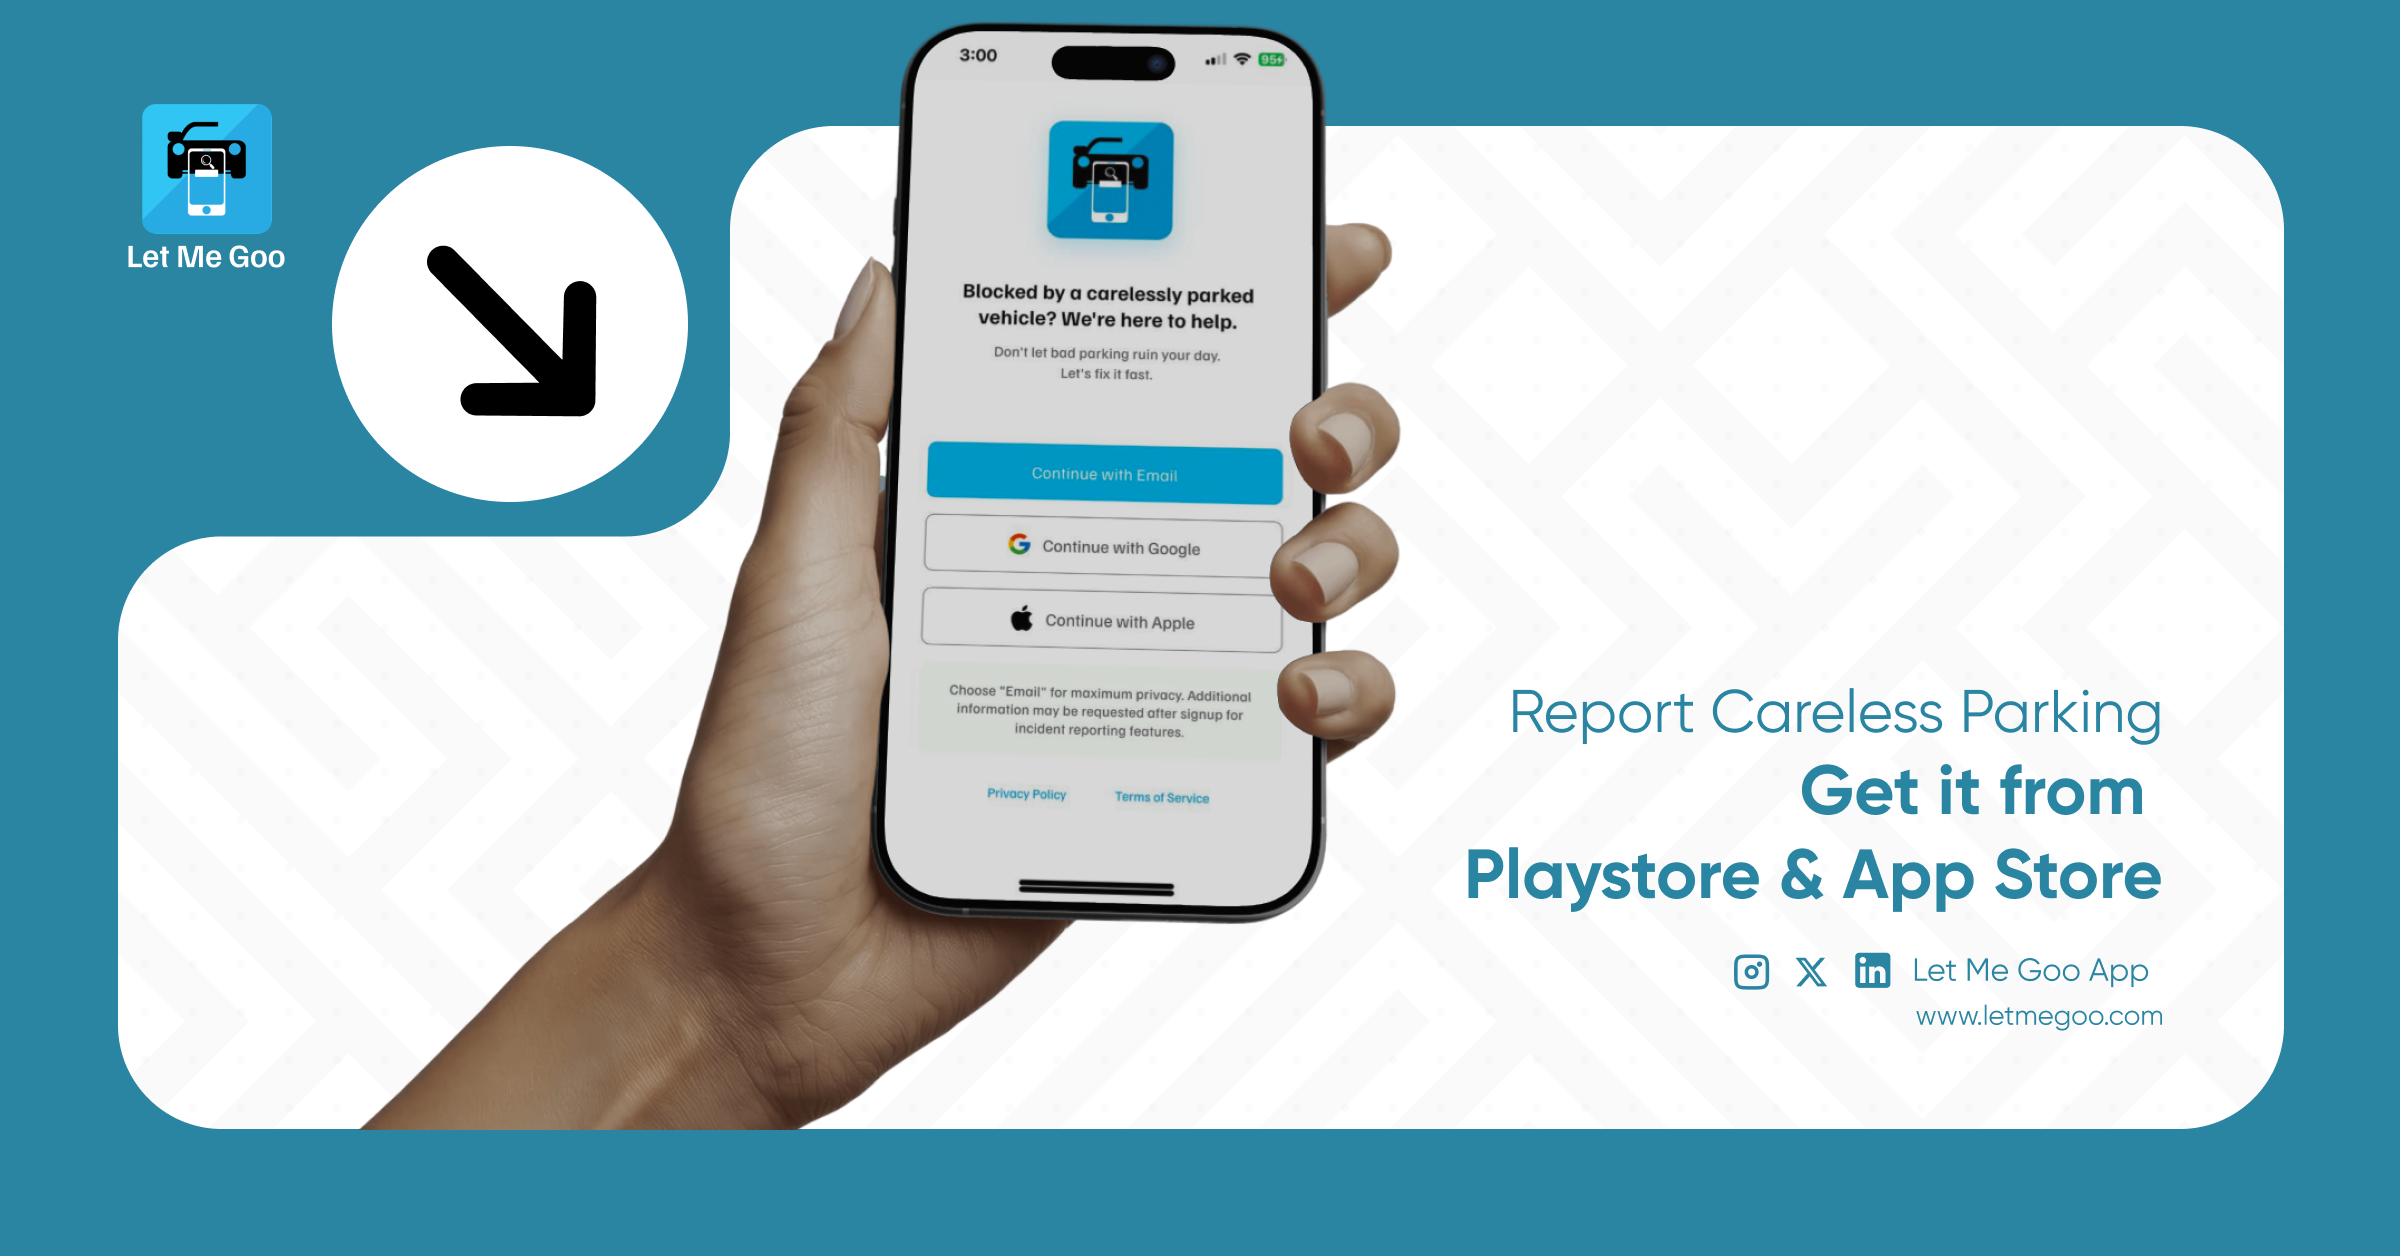 Let Me Goo
3:00
95
Blocked by a carelessly parked
vehicle? We're here to help.
Don't let bad parking ruin your day.
Let's fix it fast.
Continue with Email
Continue with Google
Continue with Apple
Choose "Email" for maximum privacy. Additional
information may be requested after signup for
incident reporting features.
Privacy Policy Terms of Service
Report Careless Parking
Get it from
Playstore & App Store
Let Me Goo App
www.letmegoo.com